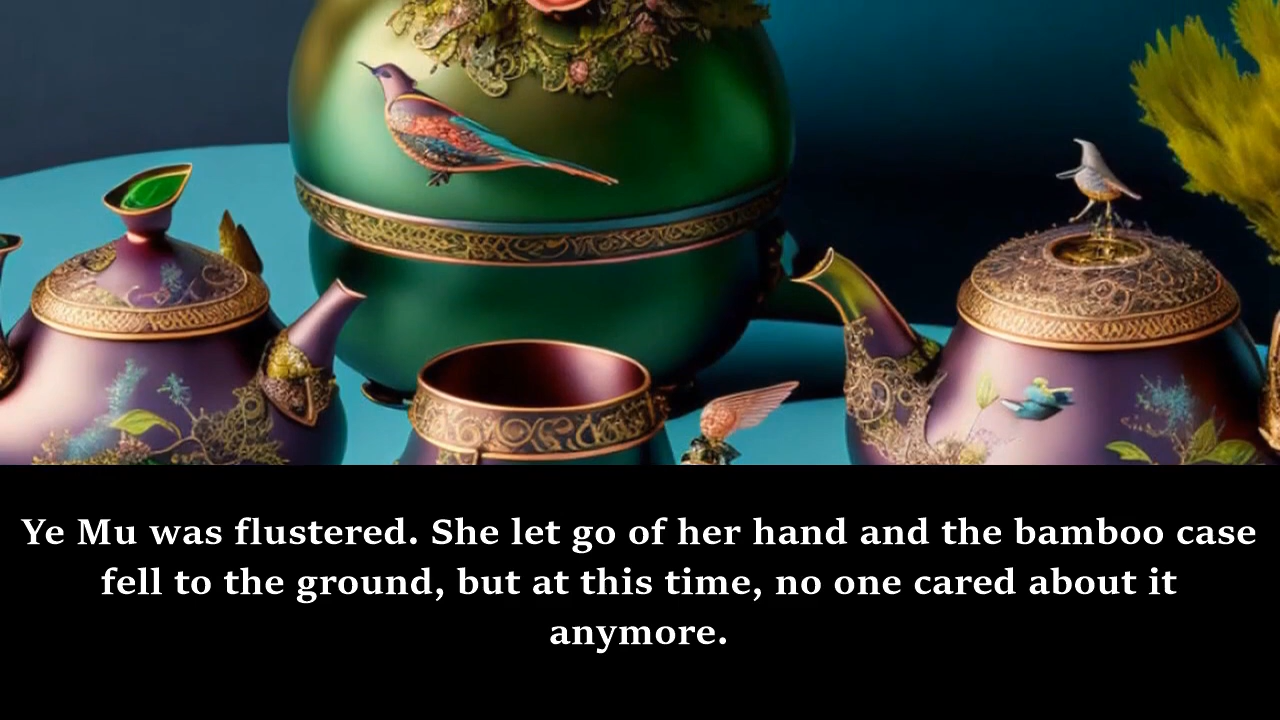 Ye Mu was flustered. She let go of her hand and the bamboo case
fell to the ground, but at this time, no one cared about it
anymore.